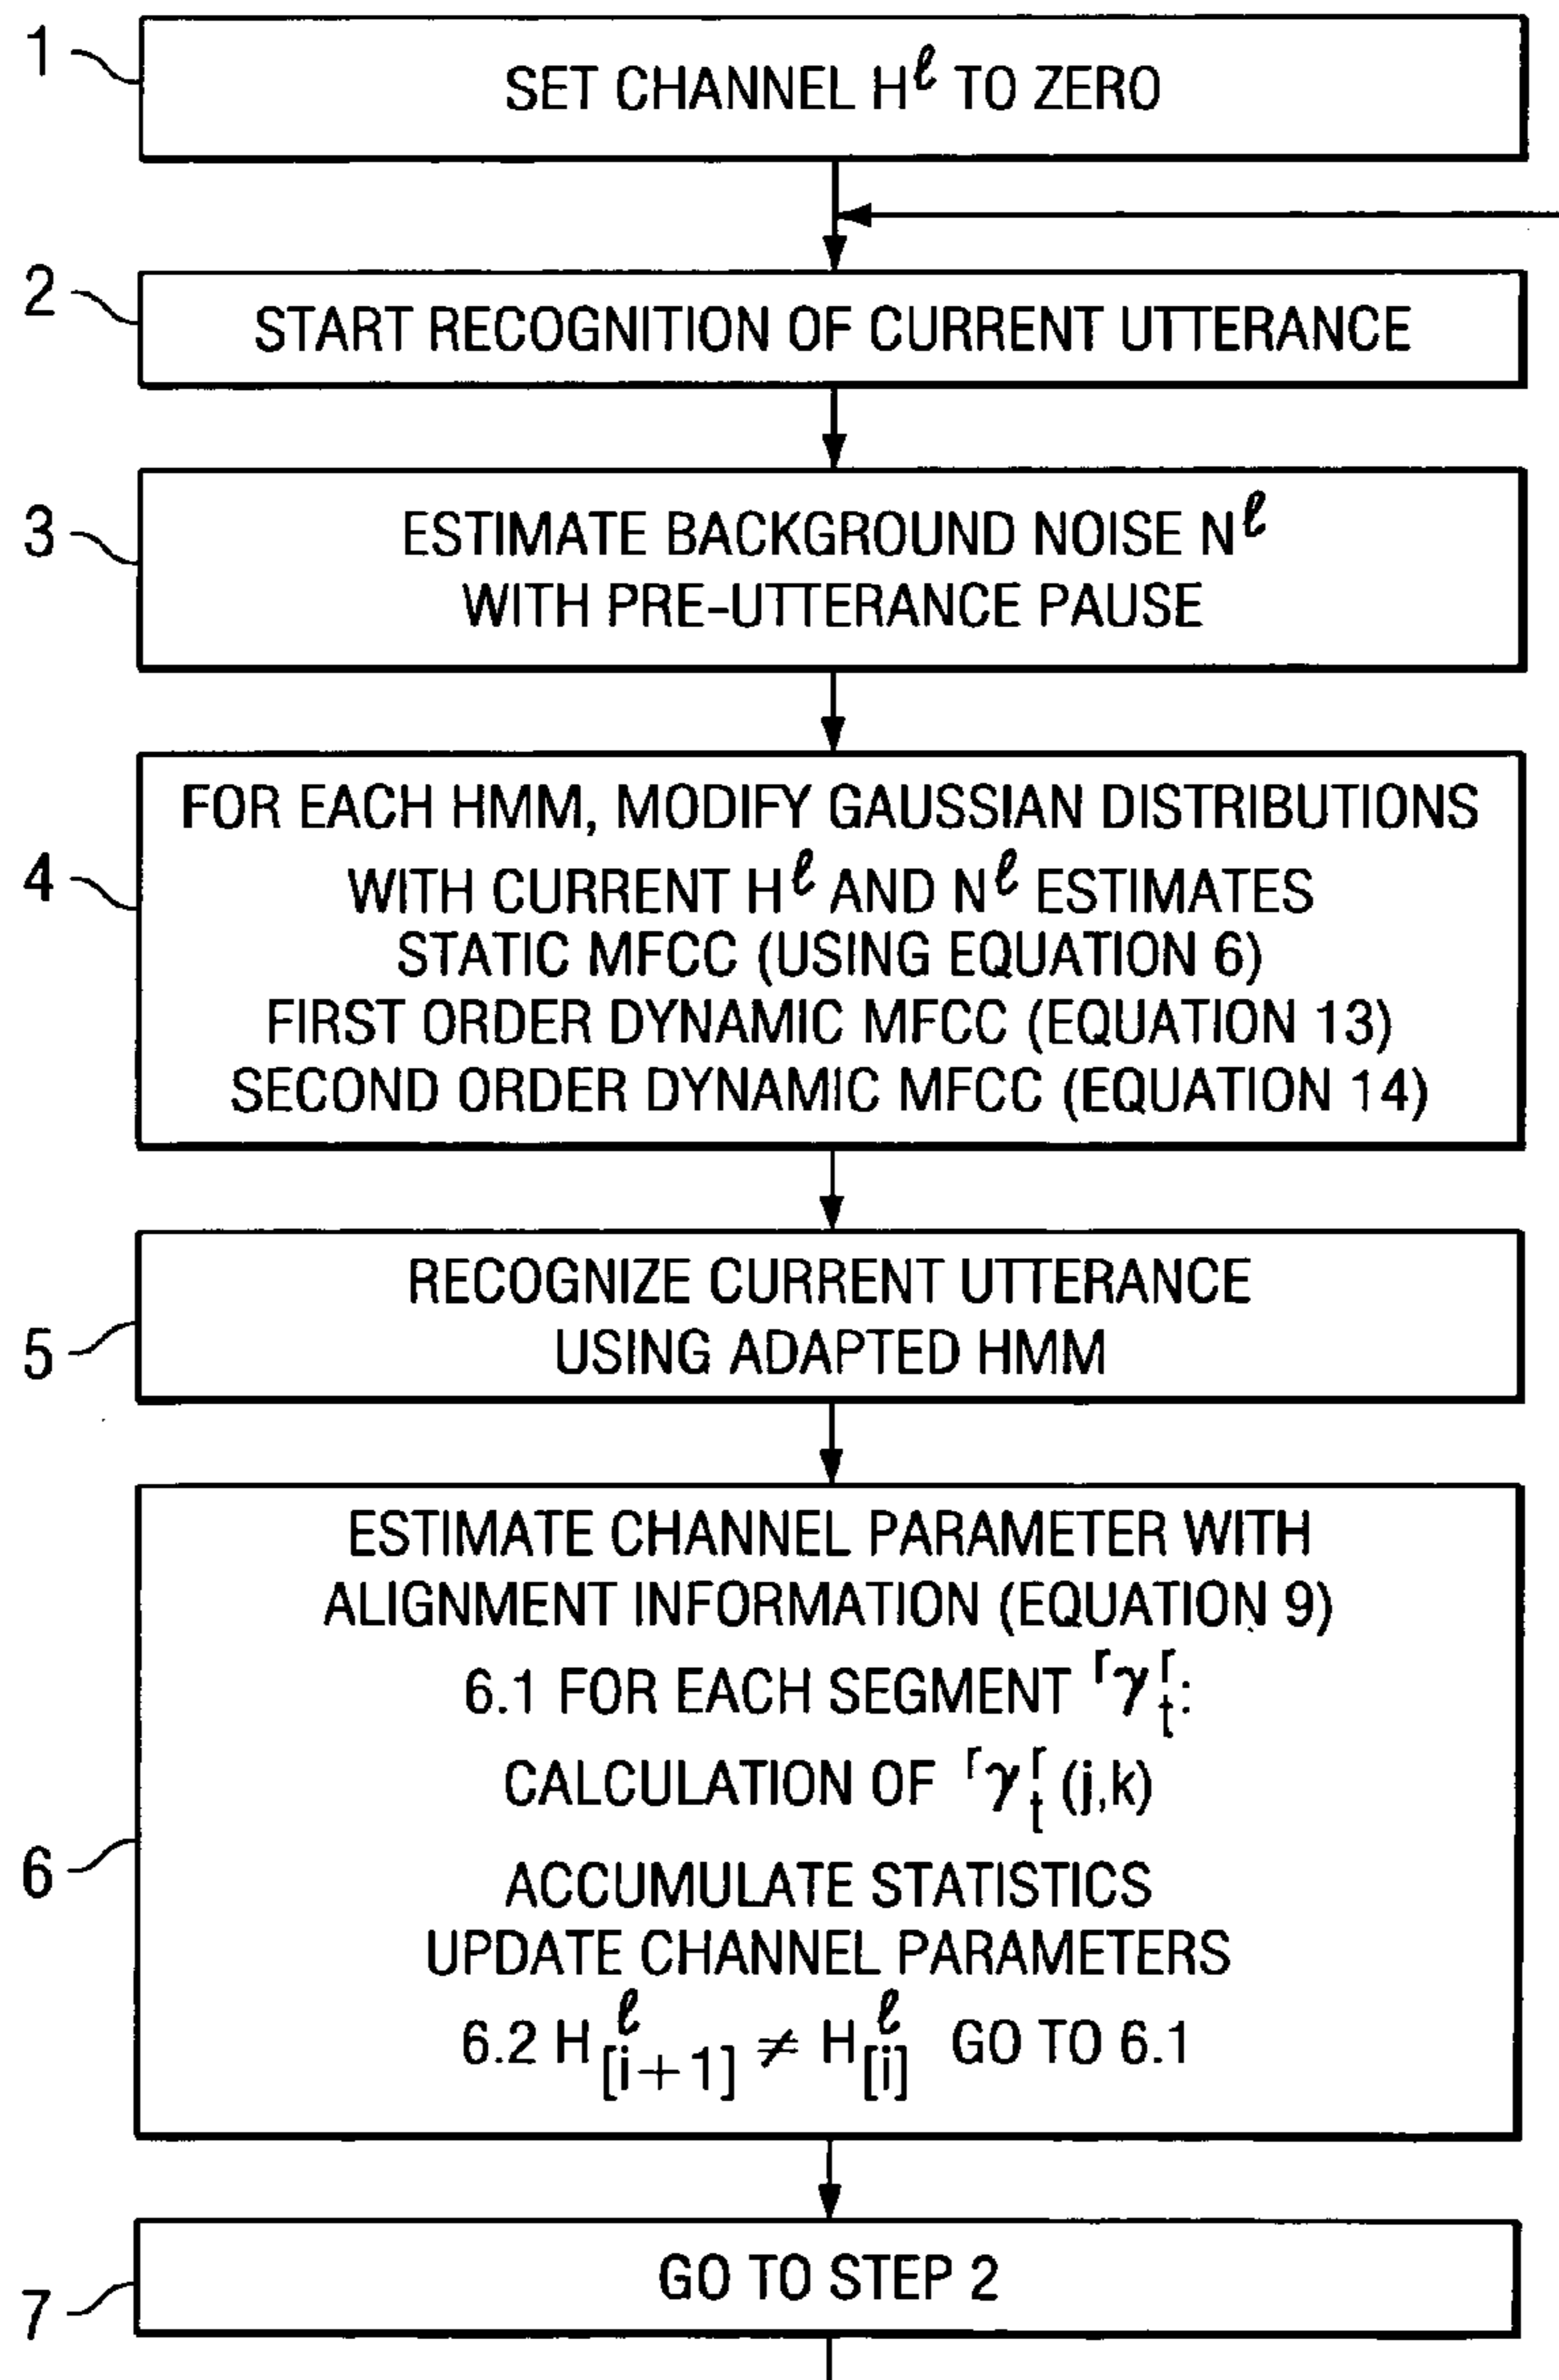 1
SET CHANNEL Hℓ TO ZERO
2
START RECOGNITION OF CURRENT UTTERANCE
3
ESTIMATE BACKGROUND NOISE Nℓ
WITH PRE-UTTERANCE PAUSE
4
FOR EACH HMM, MODIFY GAUSSIAN DISTRIBUTIONS
WITH CURRENT Hℓ AND Nℓ ESTIMATES
STATIC MFCC (USING EQUATION 6)
FIRST ORDER DYNAMIC MFCC (EQUATION 13)
SECOND ORDER DYNAMIC MFCC (EQUATION 14)
5
RECOGNIZE CURRENT UTTERANCE
USING ADAPTED HMM
6
ESTIMATE CHANNEL PARAMETER WITH
ALIGNMENT INFORMATION (EQUATION 9)
6.1 FOR EACH SEGMENT ⌈γ⌈t:
CALCULATION OF ⌈γ⌈t (j,k)
ACCUMULATE STATISTICS
UPDATE CHANNEL PARAMETERS
6.2 Hℓ[i+1] ≠ Hℓ[i] GO TO 6.1
7
GO TO STEP 2